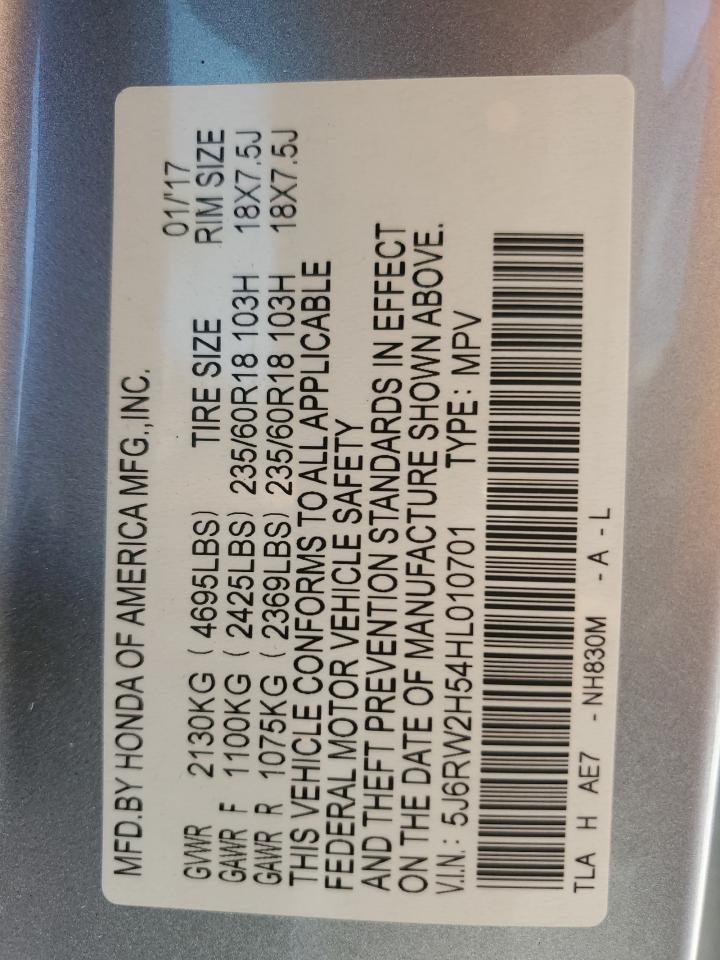 MFD.BY HONDA OF AMERICA MFG.,INC.
01/'17
GVWR 2130KG ( 4695LBS) TIRE SIZE RIM SIZE
GAWR F 1100KG ( 2425LBS) 235/60R18 103H 18X7.5J
GAWR R 1075KG ( 2369LBS) 235/60R18 103H 18X7.5J
THIS VEHICLE CONFORMS TO ALL APPLICABLE
FEDERAL MOTOR VEHICLE SAFETY
AND THEFT PREVENTION STANDARDS IN EFFECT
ON THE DATE OF MANUFACTURE SHOWN ABOVE.
V.I.N.: 5J6RW2H54HL010701 TYPE: MPV
TLA H AE7 - NH830M - A - L